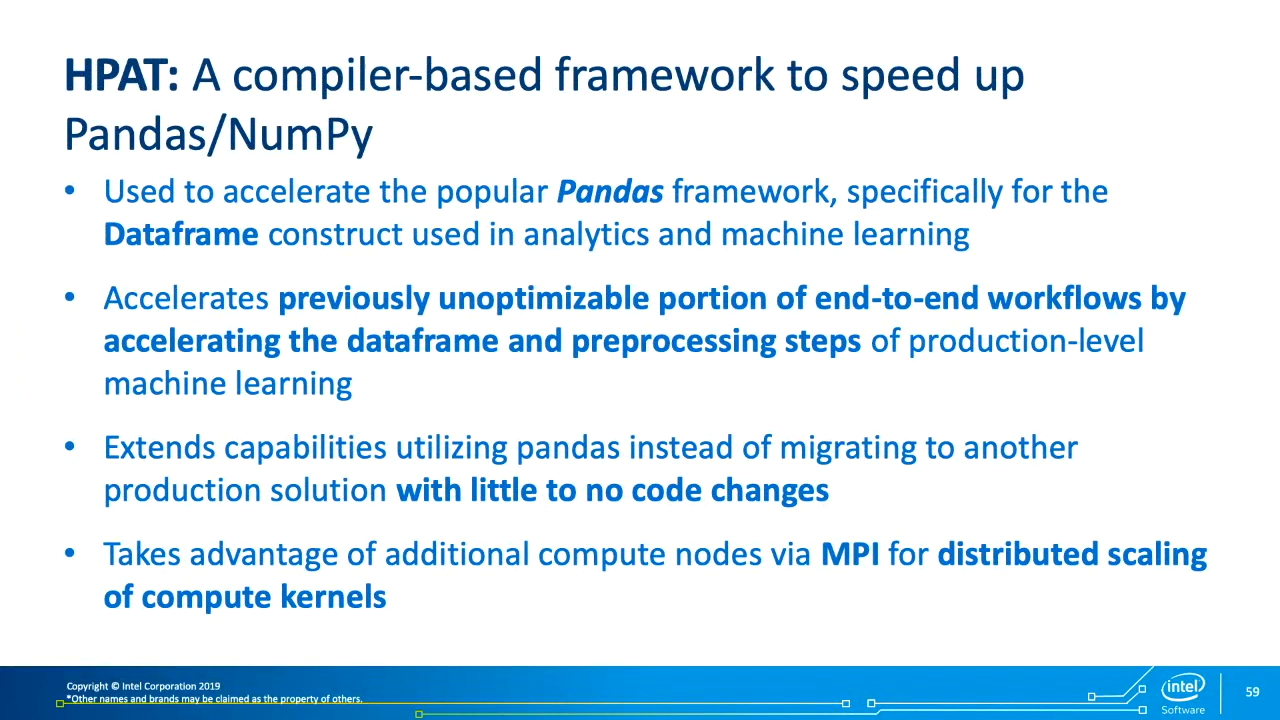 HPAT: A compiler-based framework to speed up
Pandas/NumPy
• Used to accelerate the popular Pandas framework, specifically for the
Dataframe construct used in analytics and machine learning
• Accelerates previously unoptimizable portion of end-to-end workflows by
accelerating the dataframe and preprocessing steps of production-level
machine learning
• Extends capabilities utilizing pandas instead of migrating to another
production solution with little to no code changes
• Takes advantage of additional compute nodes via MPI for distributed scaling
of compute kernels
Copyright © Intel Corporation 2019
*Other names and brands may be claimed as the property of others.
intel
Software
59